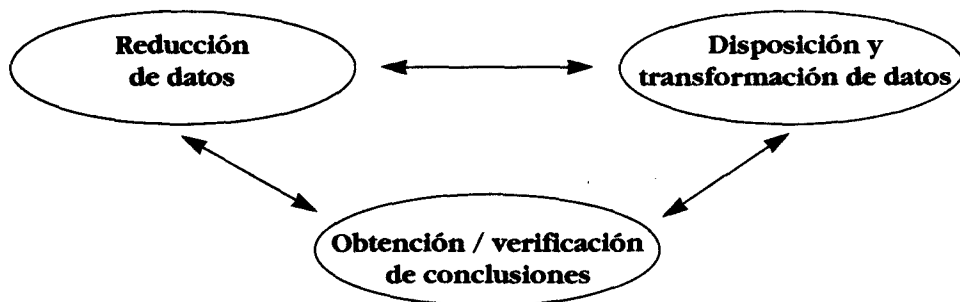 Reducción
de datos
Disposición y
transformación de datos
Obtención / verificación
de conclusiones